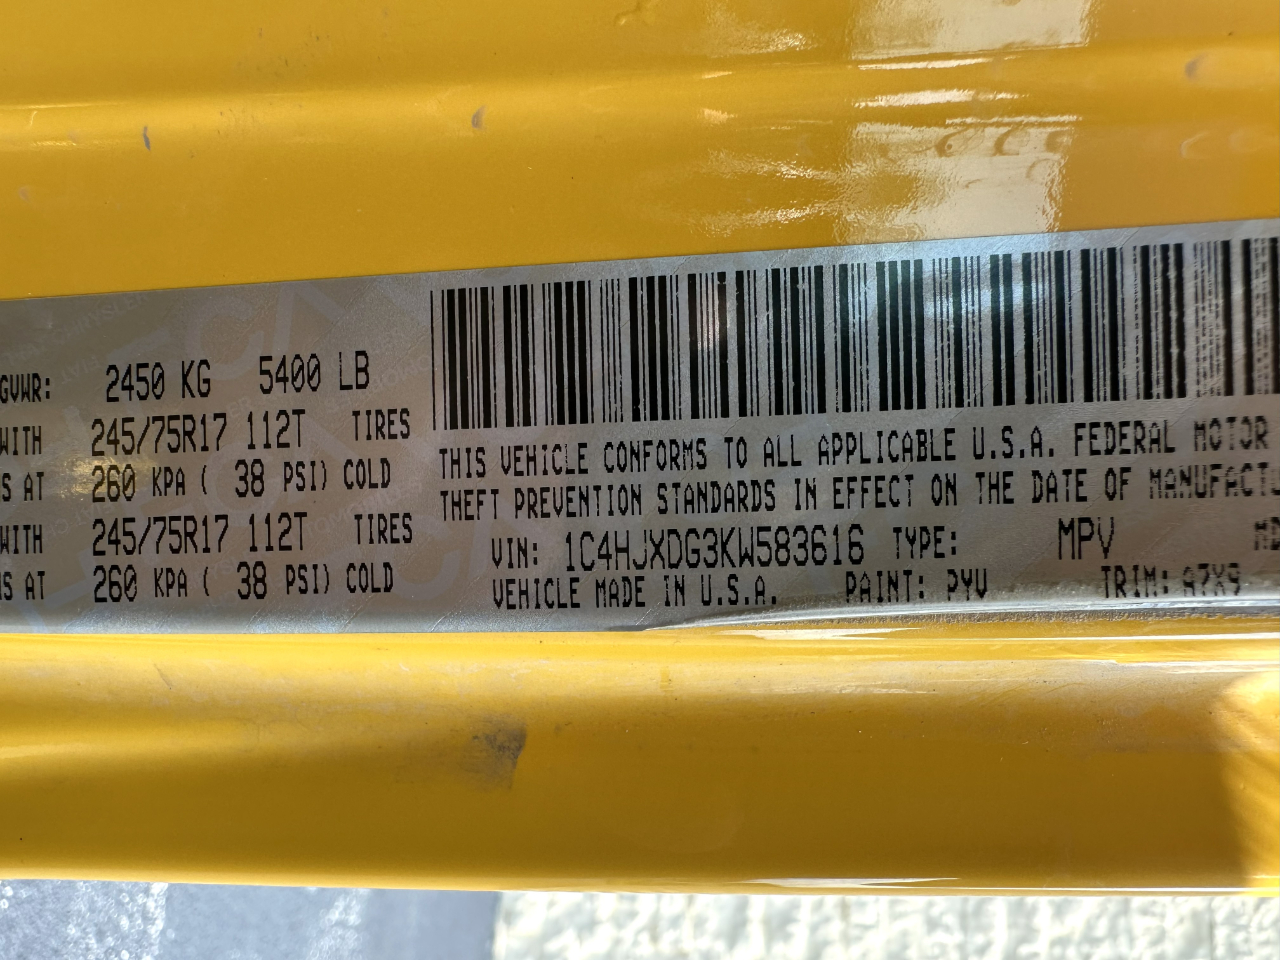 GVWR: 2450 KG 5400 LB
WITH 245/75R17 112T TIRES
S AT 260 KPA ( 38 PSI) COLD
WITH 245/75R17 112T TIRES
S AT 260 KPA ( 38 PSI) COLD
THIS VEHICLE CONFORMS TO ALL APPLICABLE U.S.A. FEDERAL MOTOR
THEFT PREVENTION STANDARDS IN EFFECT ON THE DATE OF MANUFACTU
VIN: 1C4HJXDG3KW583616 TYPE: MPV MD
VEHICLE MADE IN U.S.A. PAINT: PYV TRIM: A7X9